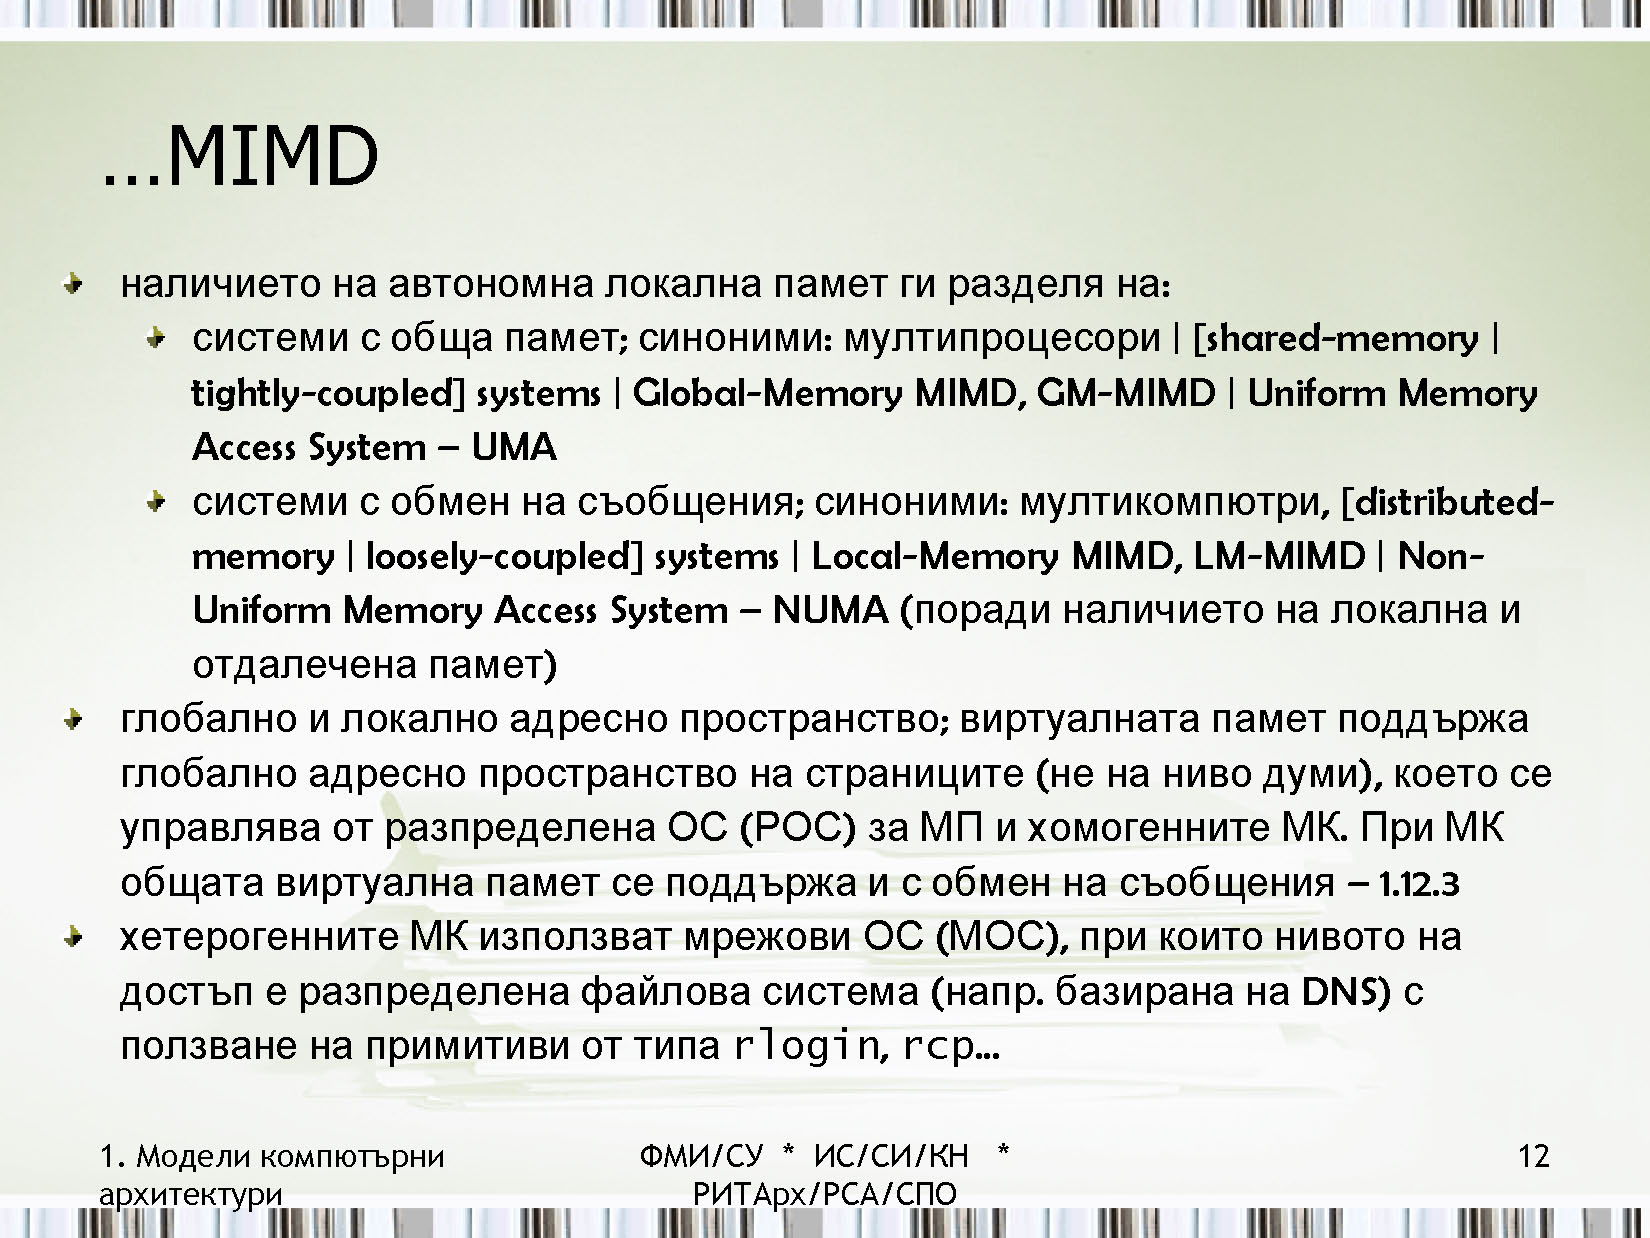 ...MIMD
наличието на автономна локална памет ги разделя на:
системи с обща памет; синоними: мултипроцесори | [shared-memory |
tightly-coupled] systems | Global-Memory MIMD, GM-MIMD | Uniform Memory
Access System – UMA
системи с обмен на съобщения; синоними: мултикомпютри, [distributed-
memory | loosely-coupled] systems | Local-Memory MIMD, LM-MIMD | Non-
Uniform Memory Access System – NUMA (поради наличието на локална и
отдалечена памет)
глобално и локално адресно пространство; виртуалната памет поддържа
глобално адресно пространство на страниците (не на ниво думи), което се
управлява от разпределена ОС (РОС) за МП и хомогенните МК. При МК
общата виртуална памет се поддържа и с обмен на съобщения – 1.12.3
хетерогенните МК използват мрежови ОС (МОС), при които нивото на
достъп е разпределена файлова система (напр. базирана на DNS) с
ползване на примитиви от типа rlogin, rcp...
1. Модели компютърни
архитектури
ФМИ/СУ * ИС/СИ/КН *
РИТАрх/РСА/СПО
12